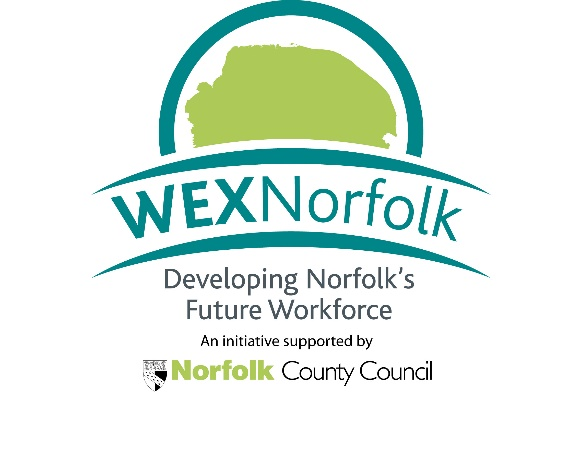 WEXNorfolk
Developing Norfolk's
Future Workforce
An initiative supported by
Norfolk County Council